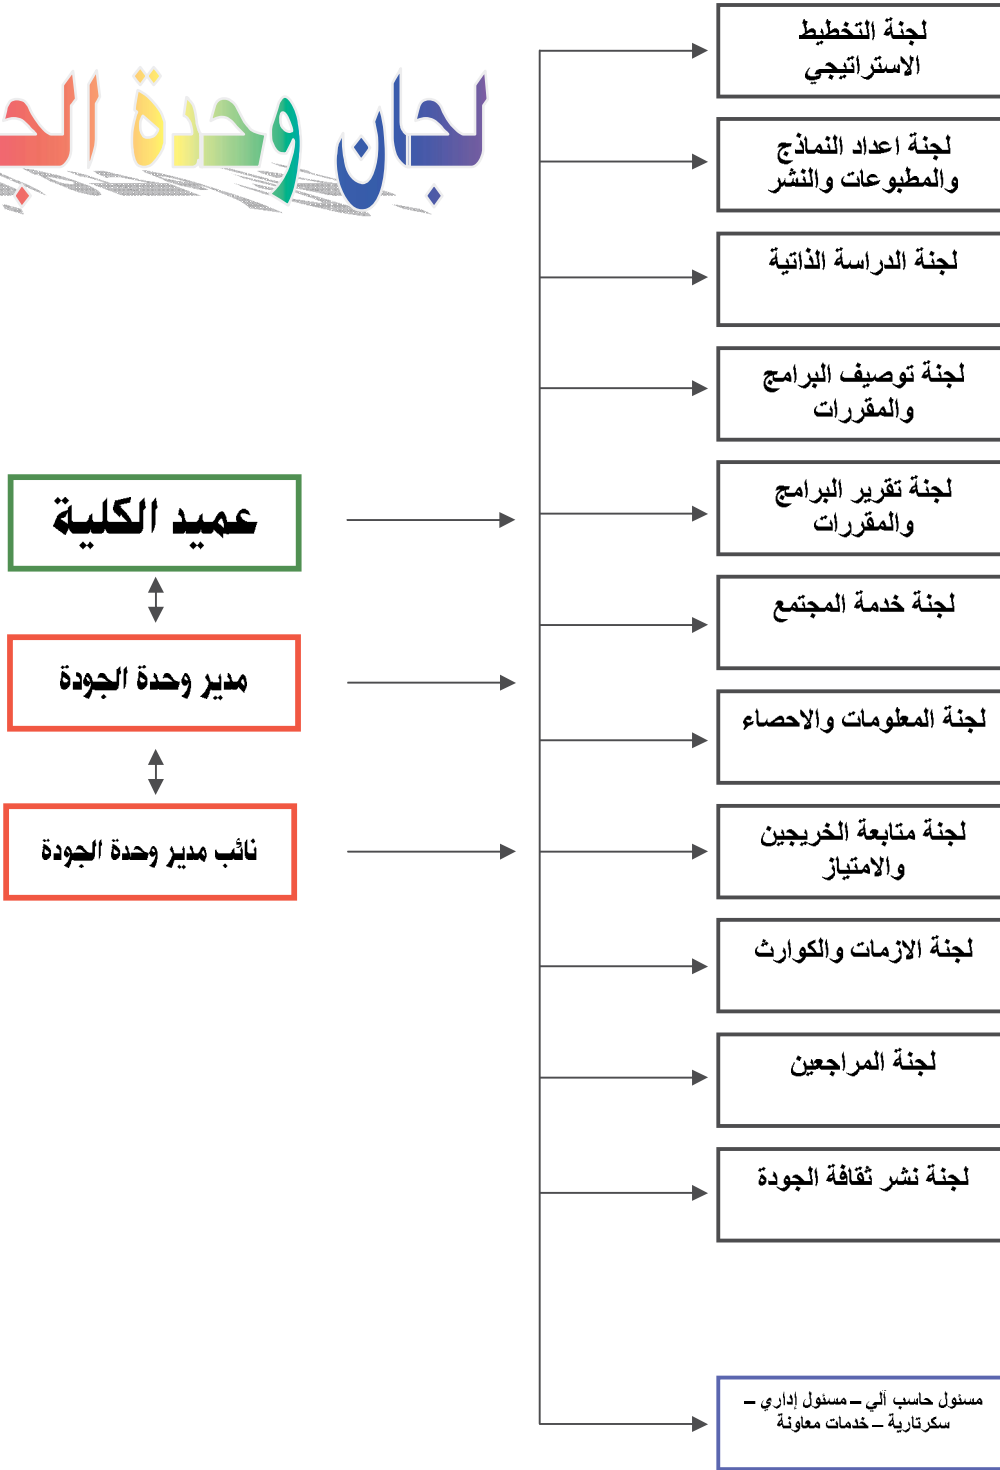 لجان وحدة
لجنة التخطيط
الاستراتيجي
لجنة اعداد النماذج
والمطبوعات والنشر
لجنة الدراسة الذاتية
لجنة توصيف البرامج
والمقررات
لجنة تقرير البرامج
والمقررات
لجنة خدمة المجتمع
لجنة المعلومات والاحصاء
لجنة متابعة الخريجين
والامتياز
لجنة الازمات والكوارث
لجنة المراجعين
لجنة نشر ثقافة الجودة
مسئول حاسب ألي – مسئول إداري –
سكرتارية – خدمات معاونة
عميد الكلية
مدير وحدة الجودة
نائب مدير وحدة الجودة